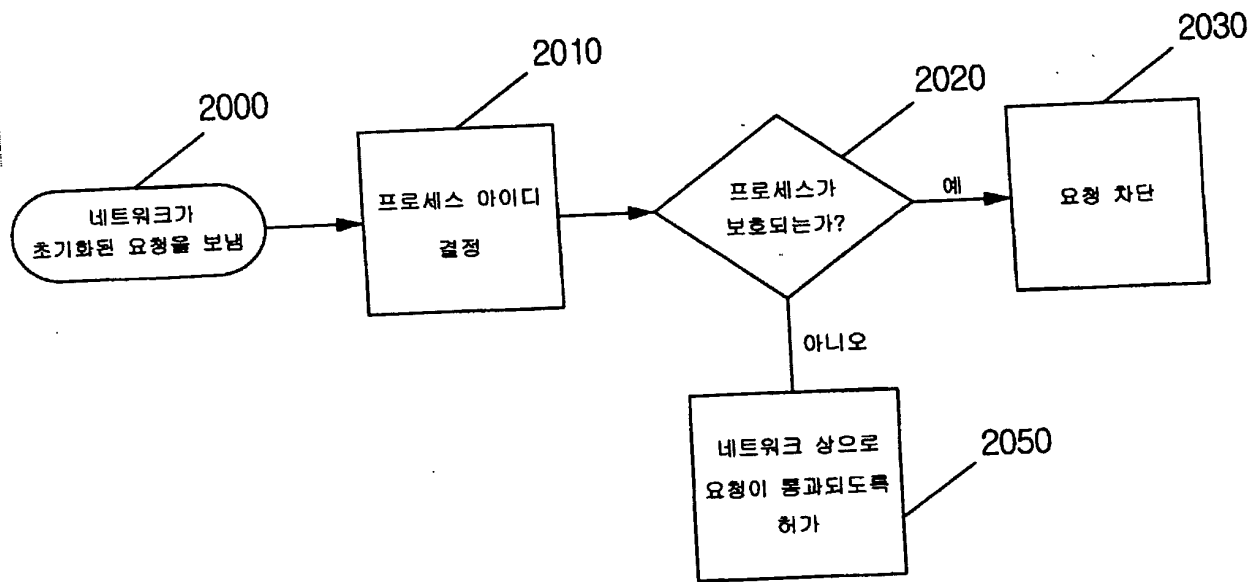 2000
네트워크가
초기화된 요청을 보냄
2010
프로세스 아이디
결정
2020
프로세스가
보호되는가?
예
2030
요청 차단
아니오
2050
네트워크 상으로
요청이 통과되도록
허가